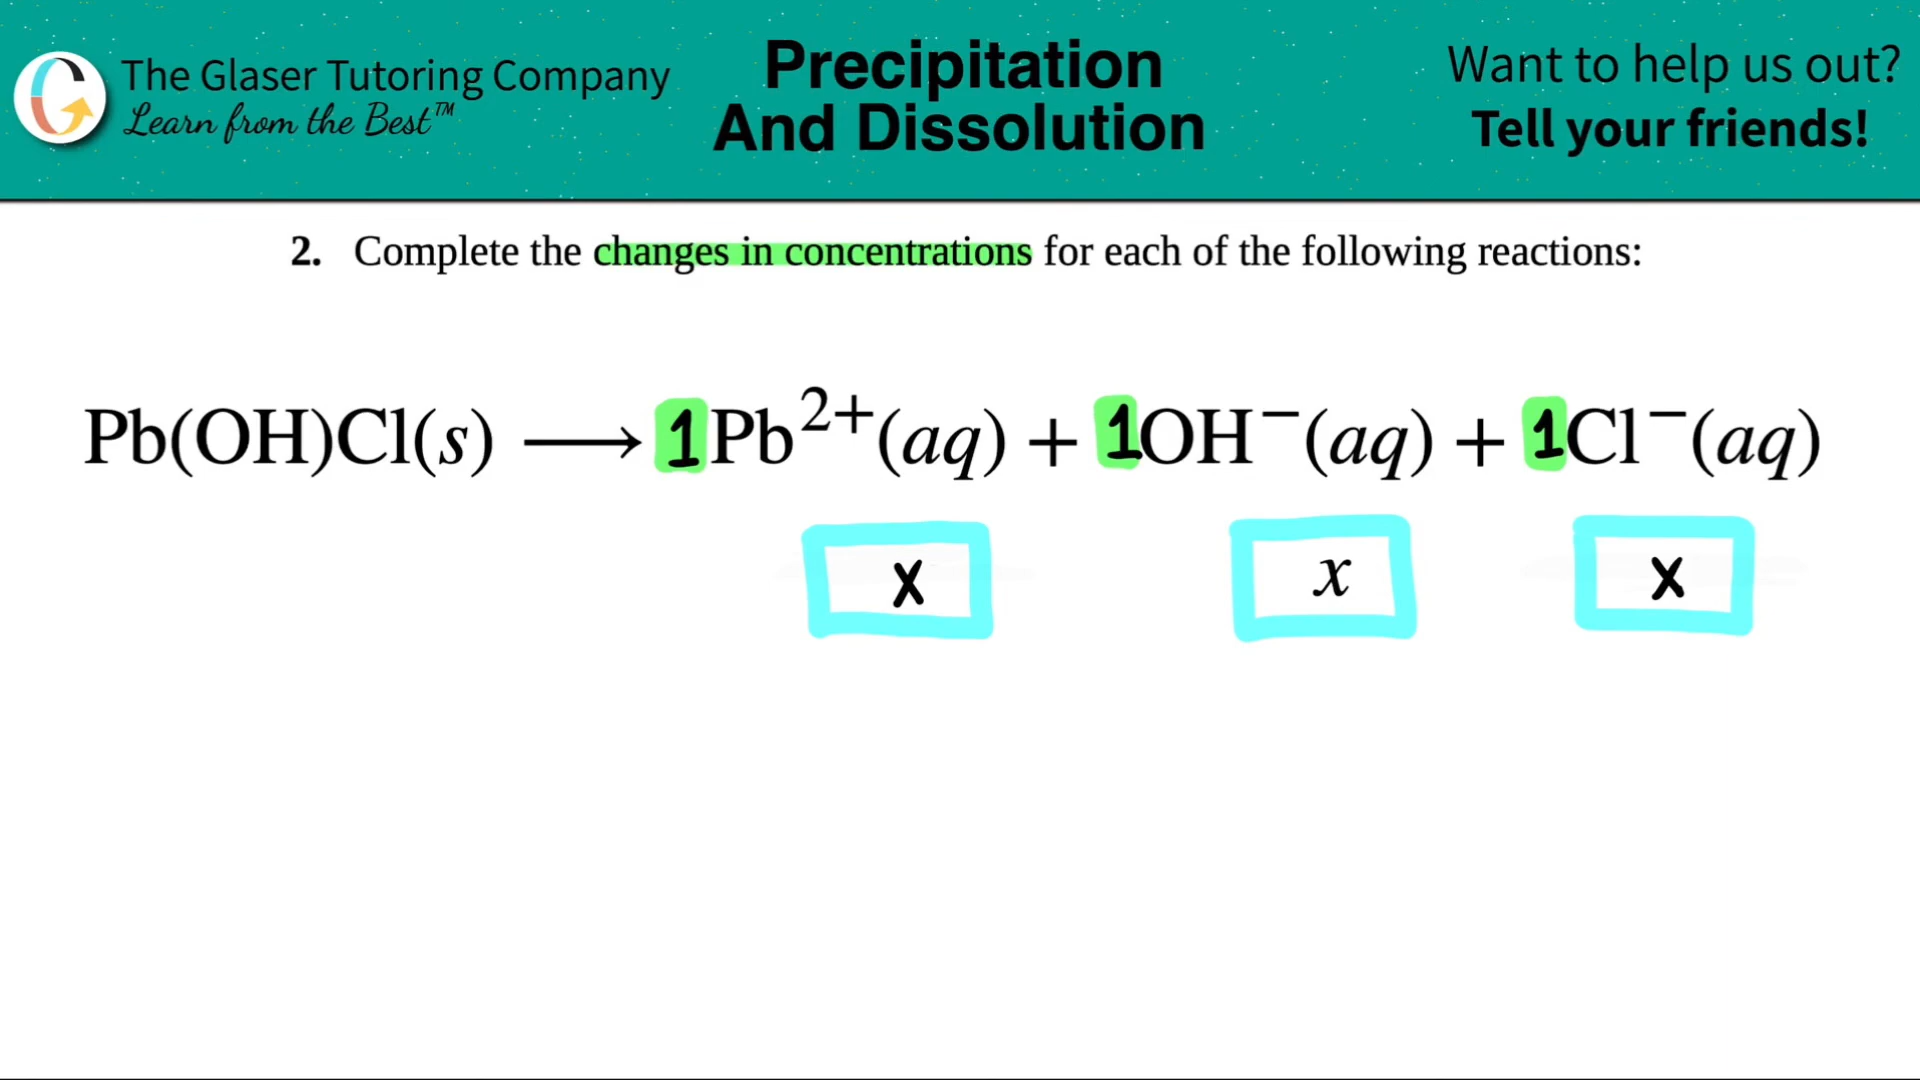 The Glaser Tutoring Company
Learn from the Best™
Precipitation
And Dissolution
Want to help us out?
Tell your friends!
2. Complete the changes in concentrations for each of the following reactions:
Pb(OH)Cl(s) ⟶ 1Pb²⁺(aq) + 1OH⁻(aq) + 1Cl⁻(aq)
x x x